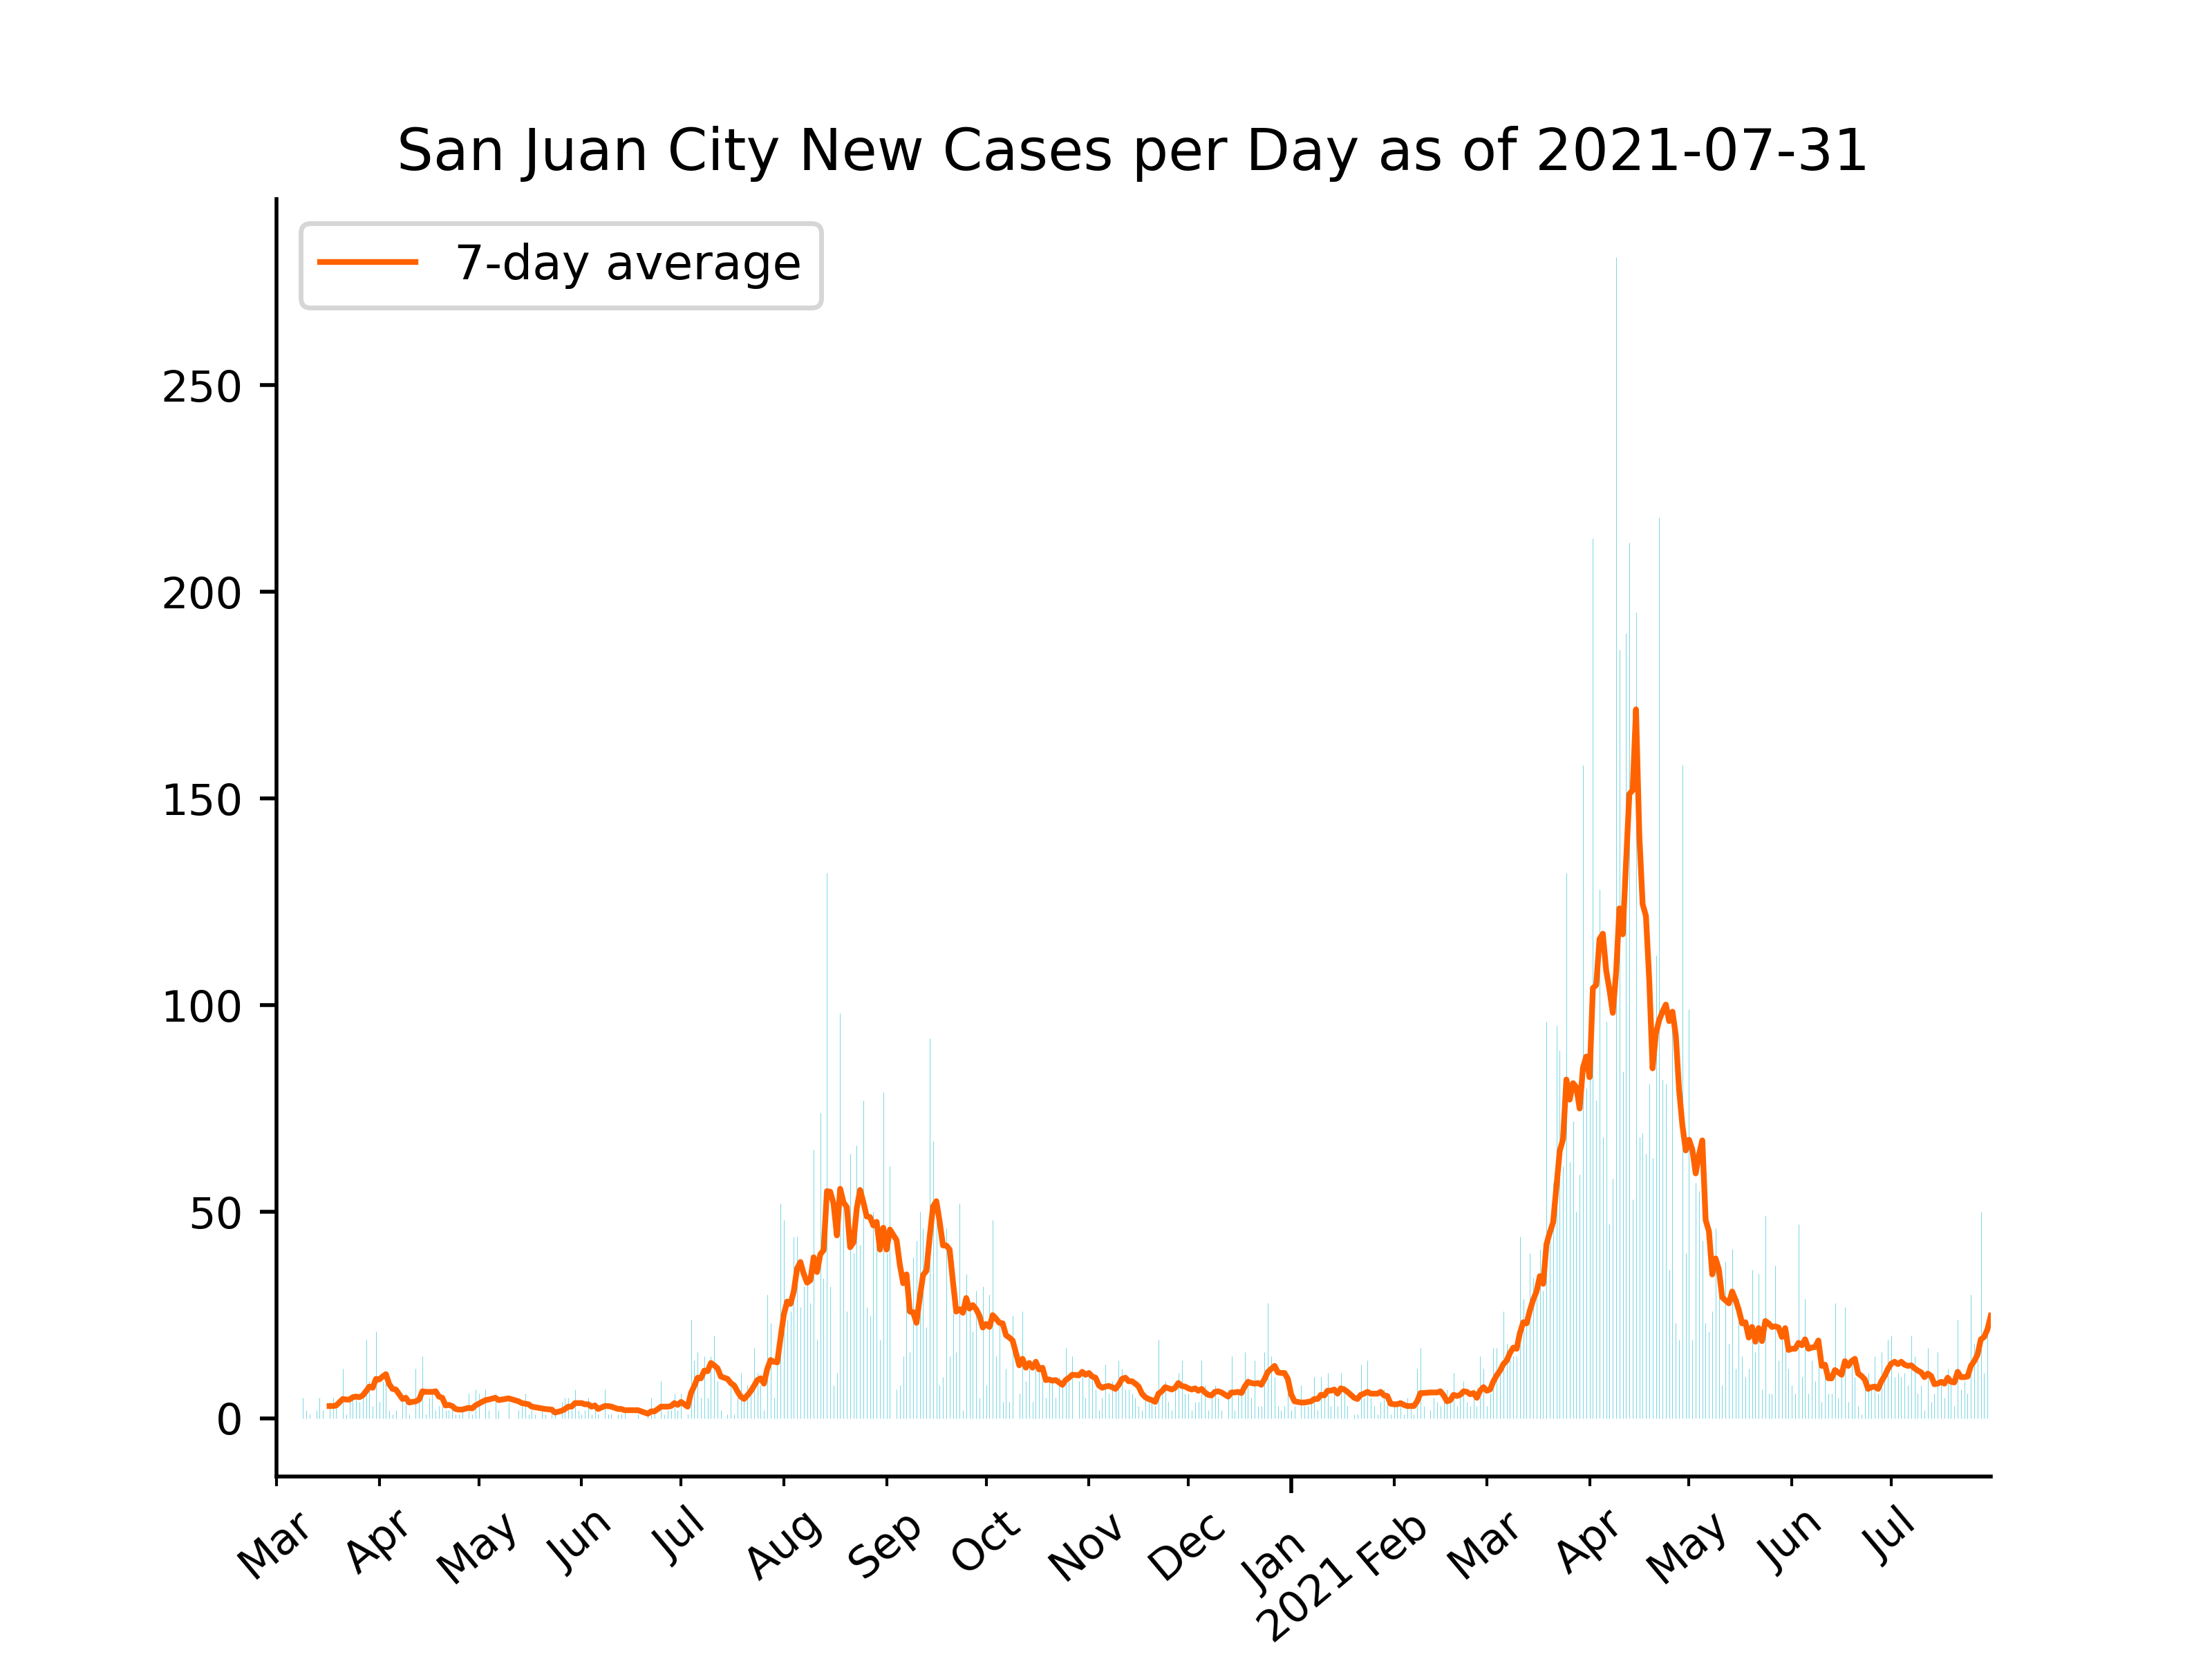 San Juan City New Cases per Day as of 2021-07-31
7-day average
250
200
150
100
50
0
Mar Apr May Jun Jul Aug Sep Oct Nov Dec Jan Feb Mar Apr May Jun Jul
2021